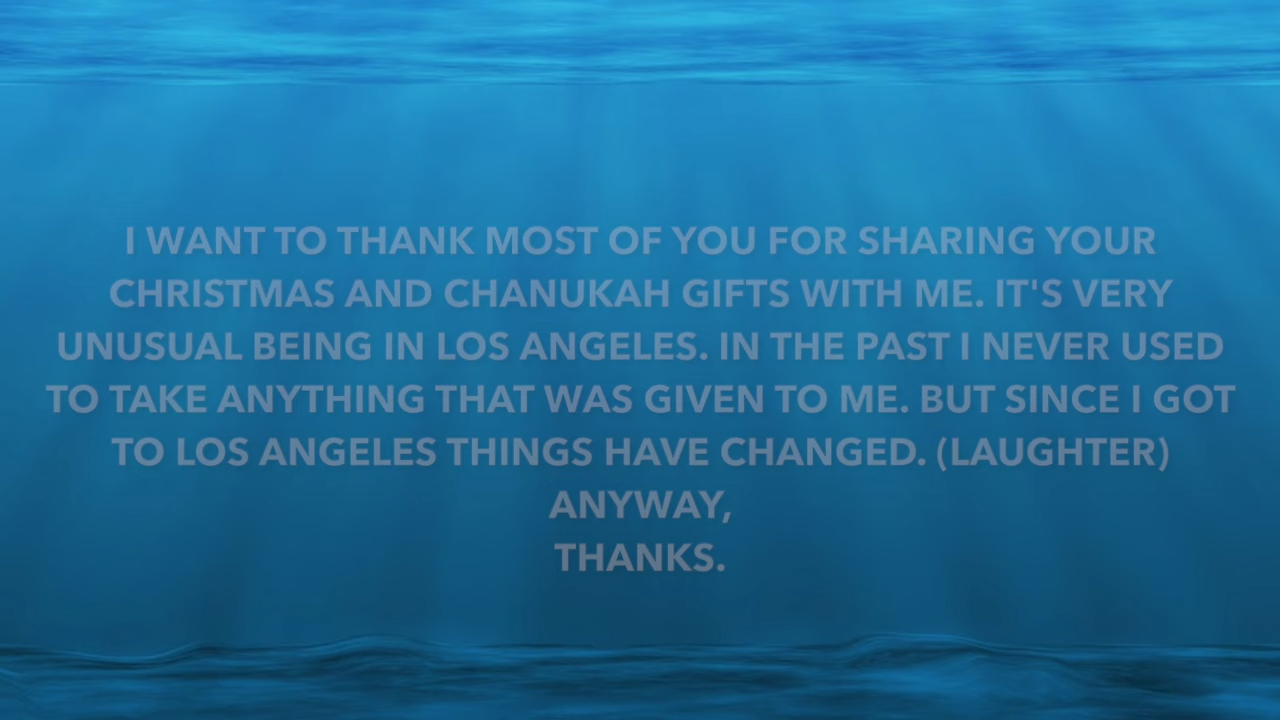 I WANT TO THANK MOST OF YOU FOR SHARING YOUR
CHRISTMAS AND CHANUKAH GIFTS WITH ME. IT'S VERY
UNUSUAL BEING IN LOS ANGELES. IN THE PAST I NEVER USED
TO TAKE ANYTHING THAT WAS GIVEN TO ME. BUT SINCE I GOT
TO LOS ANGELES THINGS HAVE CHANGED. (LAUGHTER)
ANYWAY,
THANKS.